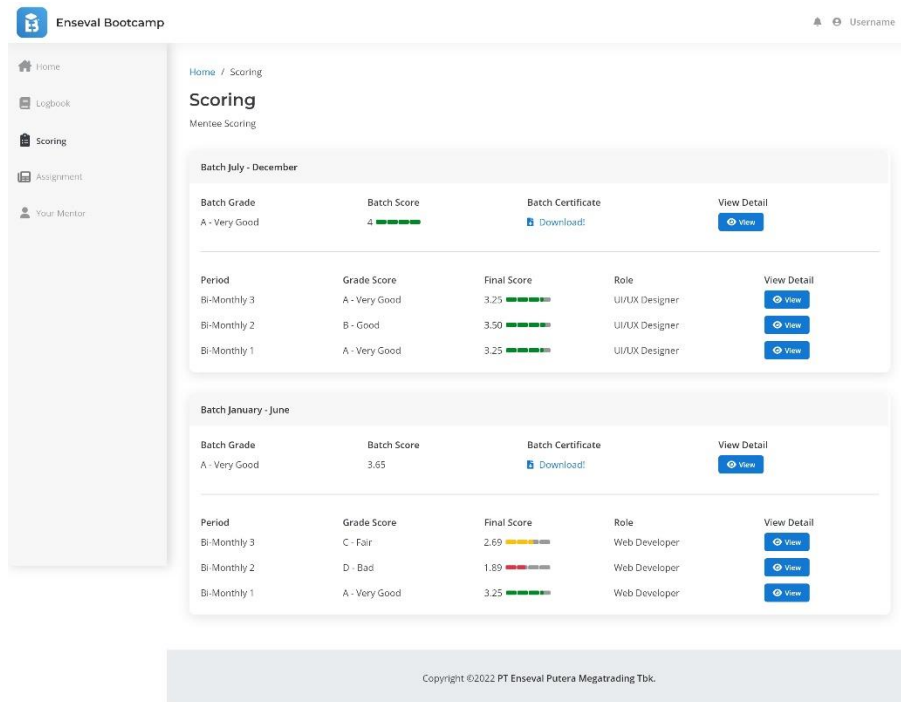 Enseval Bootcamp
Username
Home
Logbook
Scoring
Assignment
Your Mentor
Home / Scoring
Scoring
Mentee Scoring
Batch July - December
Batch Grade Batch Score Batch Certificate View Detail
A - Very Good 4 Download! View
Period Grade Score Final Score Role View Detail
Bi-Monthly 3 A - Very Good 3.25 UI/UX Designer View
Bi-Monthly 2 B - Good 3.50 UI/UX Designer View
Bi-Monthly 1 A - Very Good 3.25 UI/UX Designer View
Batch January - June
Batch Grade Batch Score Batch Certificate View Detail
A - Very Good 3.65 Download! View
Period Grade Score Final Score Role View Detail
Bi-Monthly 3 C - Fair 2.69 Web Developer View
Bi-Monthly 2 D - Bad 1.89 Web Developer View
Bi-Monthly 1 A - Very Good 3.25 Web Developer View
Copyright ©2022 PT Enseval Putera Megatrading Tbk.